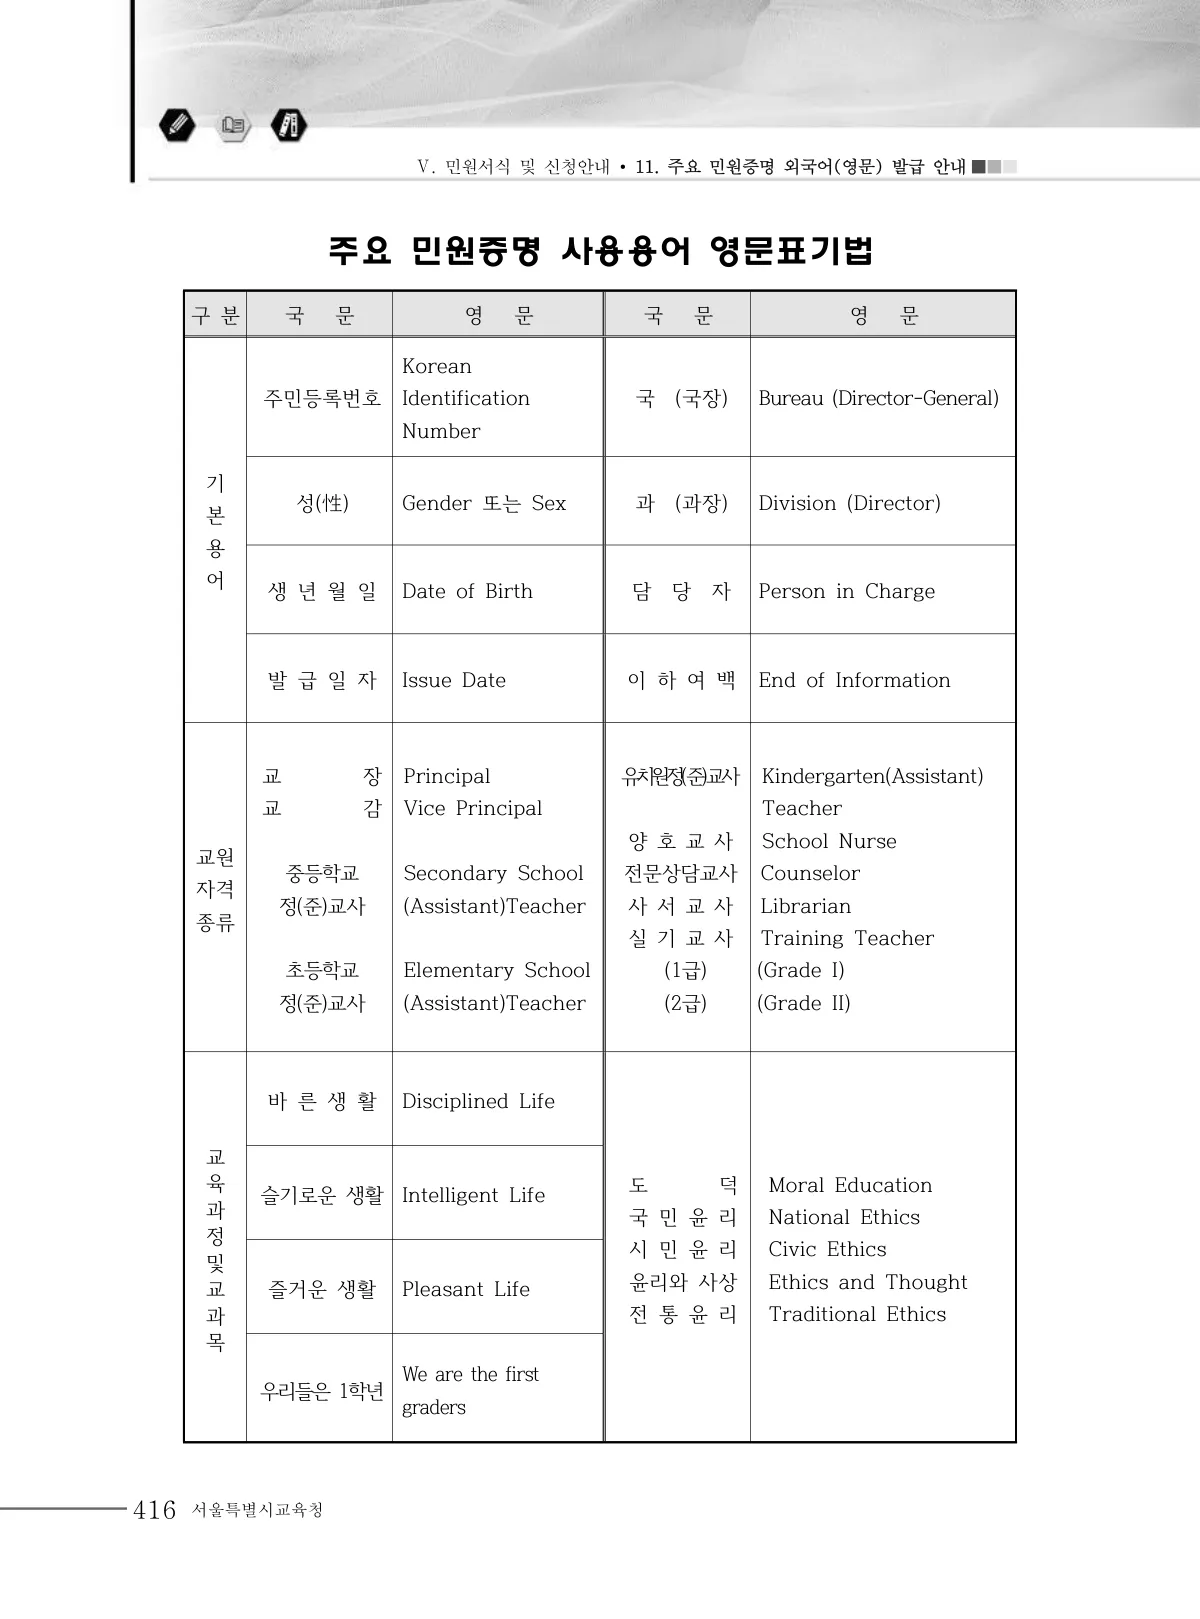 Ⅴ. 민원서식 및 신청안내 • 11. 주요 민원증명 외국어(영문) 발급 안내
주요 민원증명 사용용어 영문표기법
구 분 국 문 영 문 국 문 영 문
기
본
용
어
주민등록번호
Korean
Identification
Number
국 (국장)
Bureau (Director-General)
성(性)
Gender 또는 Sex
과 (과장)
Division (Director)
생 년 월 일
Date of Birth
담 당 자
Person in Charge
발 급 일 자
Issue Date
이 하 여 백
End of Information
교원
자격
종류
교 장
교 감
중등학교
정(준)교사
초등학교
정(준)교사
Principal
Vice Principal
Secondary School
(Assistant)Teacher
Elementary School
(Assistant)Teacher
유치원정(준)교사
양 호 교 사
전문상담교사
사 서 교 사
실 기 교 사
(1급)
(2급)
Kindergarten(Assistant)
Teacher
School Nurse
Counselor
Librarian
Training Teacher
(Grade I)
(Grade II)
교
육
과
정
및
교
과
목
바 른 생 활
Disciplined Life
슬기로운 생활
Intelligent Life
즐거운 생활
Pleasant Life
우리들은 1학년
We are the first
graders
도 덕
국 민 윤 리
시 민 윤 리
윤리와 사상
전 통 윤 리
Moral Education
National Ethics
Civic Ethics
Ethics and Thought
Traditional Ethics
416 서울특별시교육청